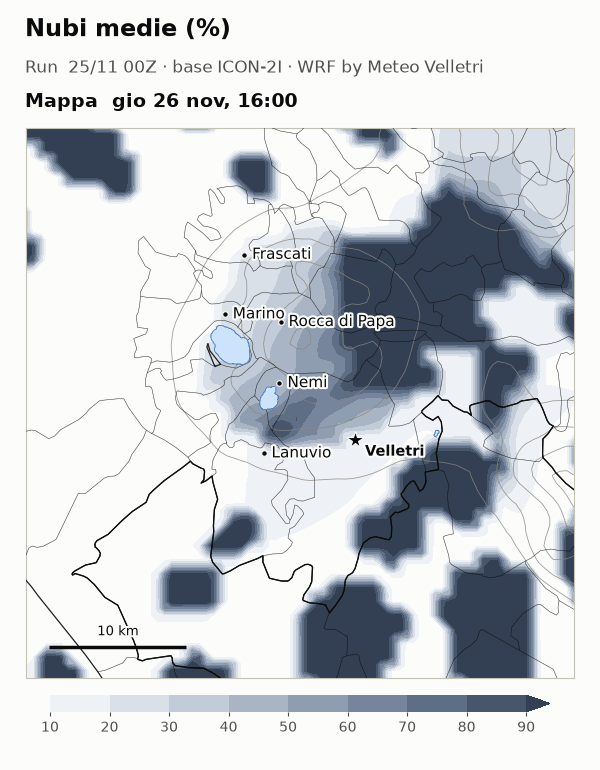 Nubi medie (%)
Run  25/11 00Z · base ICON-2I · WRF by Meteo Velletri
Mappa  gio 26 nov, 16:00
Frascati
Marino
Rocca di Papa
Nemi
Velletri
Lanuvio
10 km
10 20 30 40 50 60 70 80 90